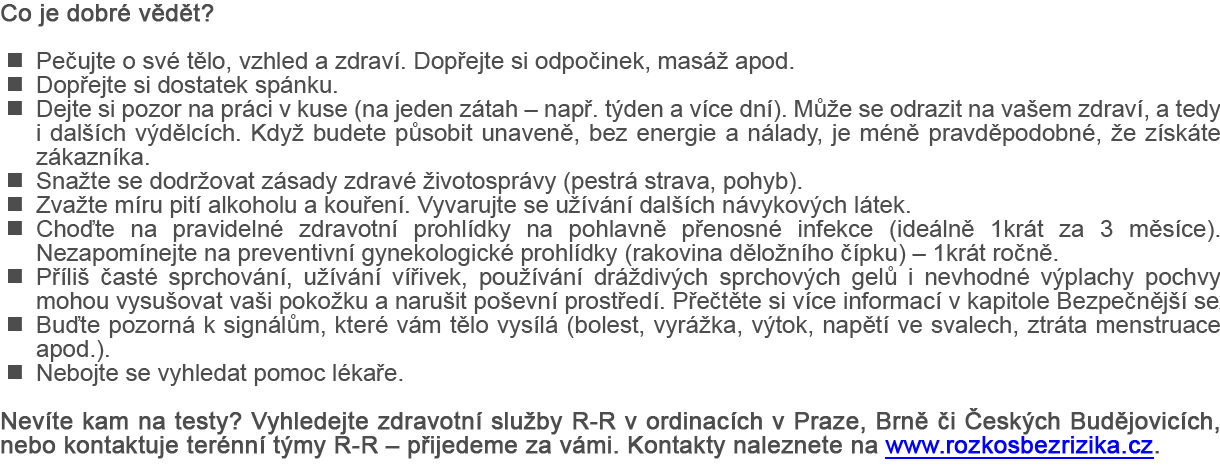 Co je dobré vědět?
■ Pečujte o své tělo, vzhled a zdraví. Dopřejte si odpočinek, masáž apod.
■ Dopřejte si dostatek spánku.
■ Dejte si pozor na práci v kuse (na jeden zátah – např. týden a více dní). Může se odrazit na vašem zdraví, a tedy
i dalších výdělcích. Když budete působit unaveně, bez energie a nálady, je méně pravděpodobné, že získáte
zákazníka.
■ Snažte se dodržovat zásady zdravé životosprávy (pestrá strava, pohyb).
■ Zvažte míru pití alkoholu a kouření. Vyvarujte se užívání dalších návykových látek.
■ Choďte na pravidelné zdravotní prohlídky na pohlavně přenosné infekce (ideálně 1krát za 3 měsíce).
Nezapomínejte na preventivní gynekologické prohlídky (rakovina děložního čípku) – 1krát ročně.
■ Příliš časté sprchování, užívání vířivek, používání dráždivých sprchových gelů i nevhodné výplachy pochvy
mohou vysušovat vaši pokožku a narušit poševní prostředí. Přečtěte si více informací v kapitole Bezpečnější se
■ Buďte pozorná k signálům, které vám tělo vysílá (bolest, vyrážka, výtok, napětí ve svalech, ztráta menstruace
apod.).
■ Nebojte se vyhledat pomoc lékaře.
Nevíte kam na testy? Vyhledejte zdravotní služby R-R v ordinacích v Praze, Brně či Českých Budějovicích,
nebo kontaktuje terénní týmy R-R – přijedeme za vámi. Kontakty naleznete na www.rozkosbezrizika.cz.